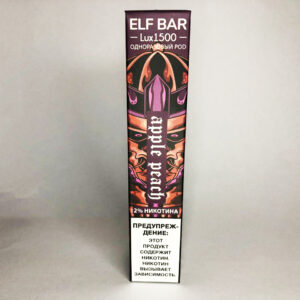 ELF BAR
Lux1500
ОДНОРАЗОВЫЙ POD
apple peach
2% НИКОТИНА
ПРЕДУПРЕЖ-
ДЕНИЕ:
ЭТОТ
ПРОДУКТ
СОДЕРЖИТ
НИКОТИН.
НИКОТИН
ВЫЗЫВАЕТ
ЗАВИСИМОСТЬ